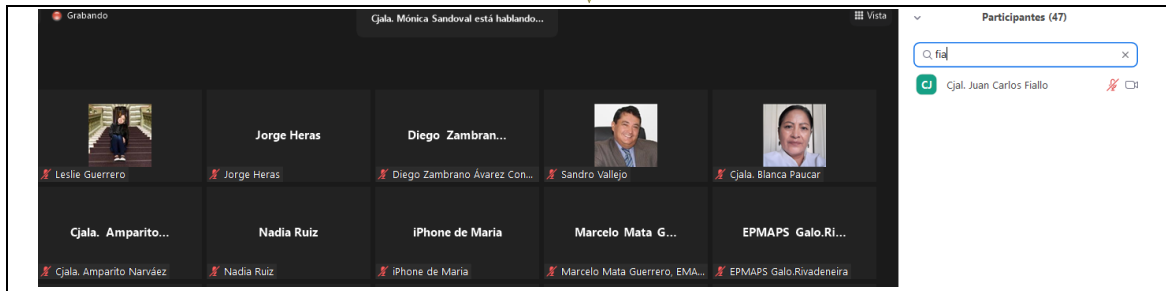 Grabando
Cjala. Mónica Sandoval está hablando...
Vista
Participantes (47)
fia
CJ Cjal. Juan Carlos Fiallo
Jorge Heras
Diego Zambran...
Leslie Guerrero
Jorge Heras
Diego Zambrano Ávarez Con...
Sandro Vallejo
Cjala. Blanca Paucar
Cjala. Amparito...
Nadia Ruiz
iPhone de Maria
Marcelo Mata G...
EPMAPS Galo.Ri...
Cjala. Amparito Narváez
Nadia Ruiz
iPhone de Maria
Marcelo Mata Guerrero, EMA...
EPMAPS Galo.Rivadeneira